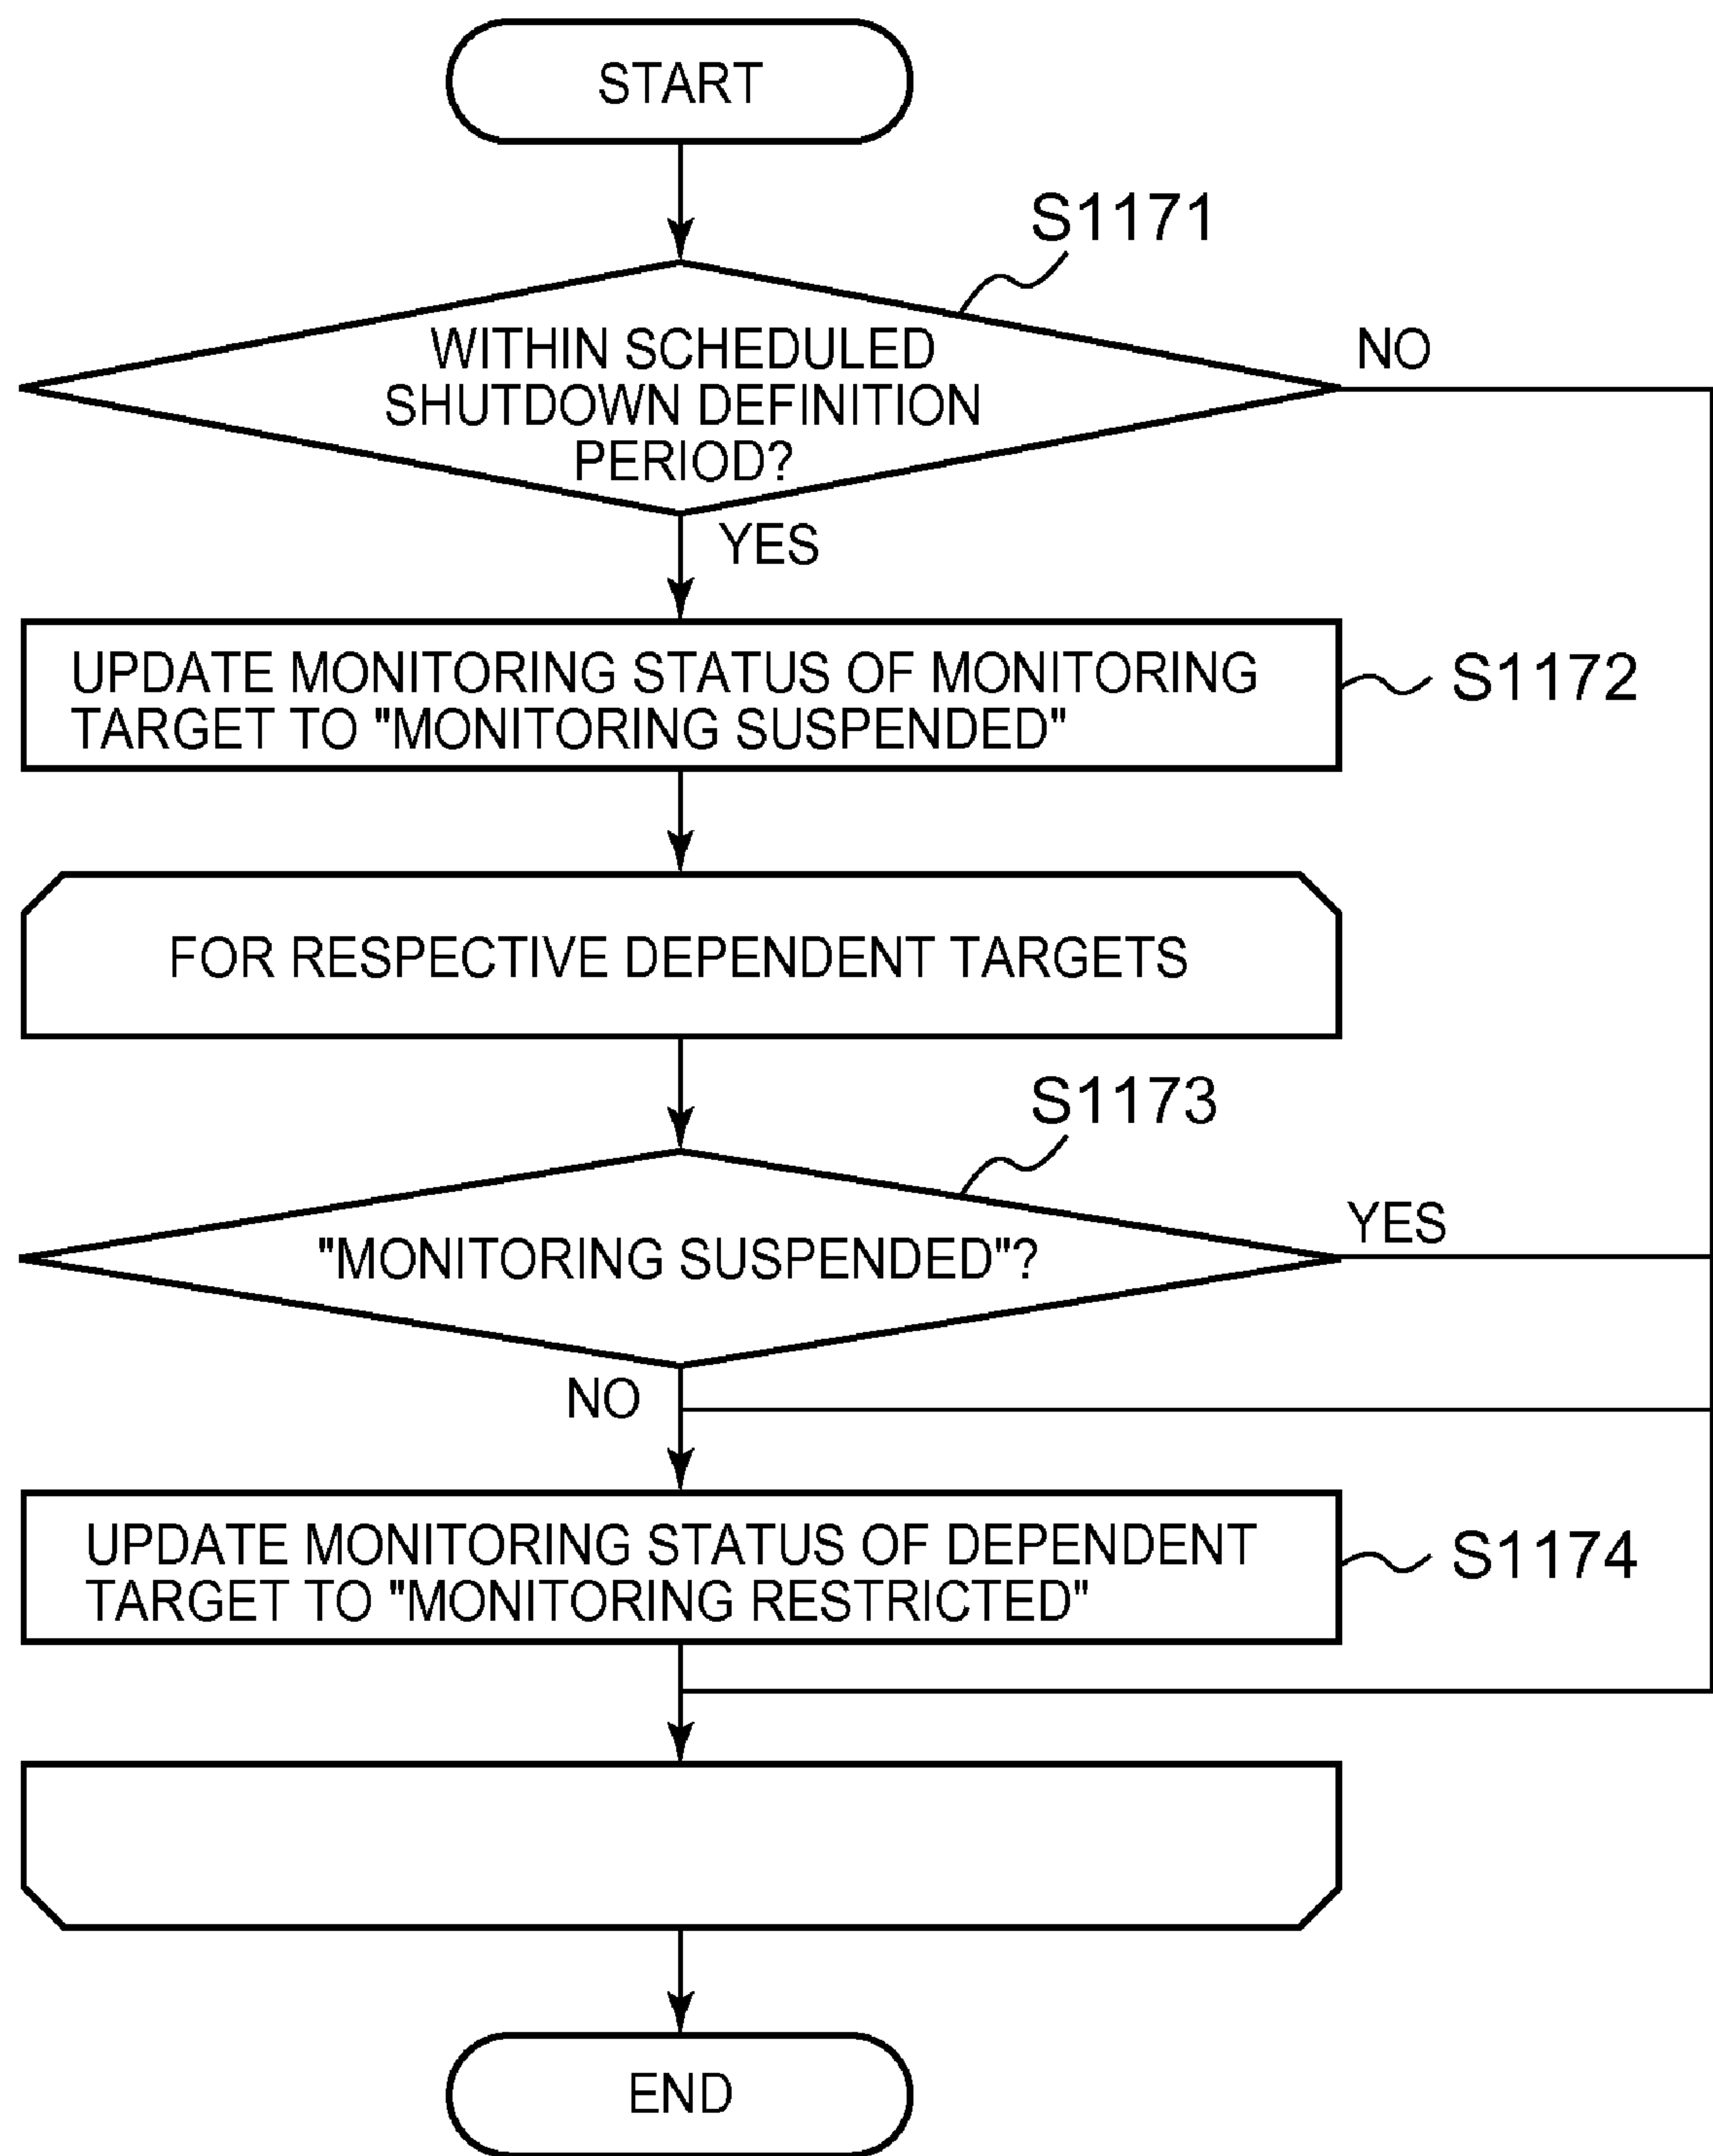 START
S1171
WITHIN SCHEDULED
SHUTDOWN DEFINITION
PERIOD?
NO
YES
UPDATE MONITORING STATUS OF MONITORING
TARGET TO "MONITORING SUSPENDED"
S1172
FOR RESPECTIVE DEPENDENT TARGETS
S1173
"MONITORING SUSPENDED"?
YES
NO
UPDATE MONITORING STATUS OF DEPENDENT
TARGET TO "MONITORING RESTRICTED"
S1174
END